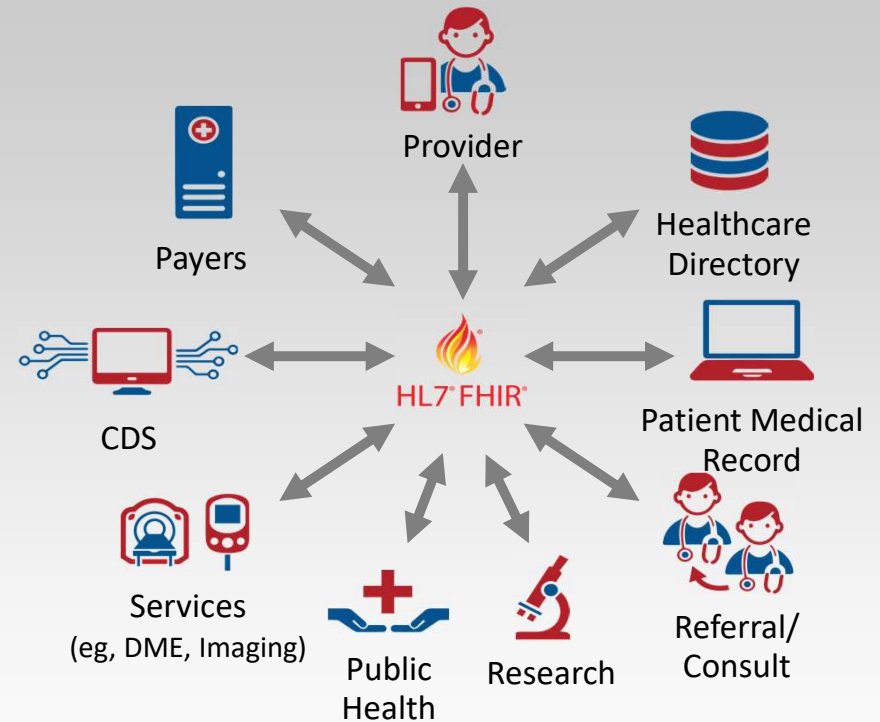 Provider
Payers
Healthcare
Directory
HL7® FHIR®
CDS
Patient Medical
Record
Services
(eg, DME, Imaging)
Public
Health
Research
Referral/
Consult